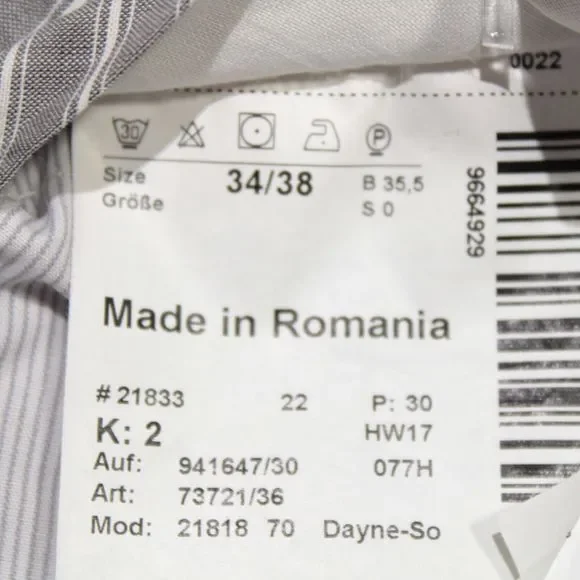 0022
30 P
Size 34/38 B 35,5
Größe S 0
9664929
Made in Romania
# 21833 22 P: 30
K: 2 HW17
Auf: 941647/30 077H
Art: 73721/36
Mod: 21818 70 Dayne-So